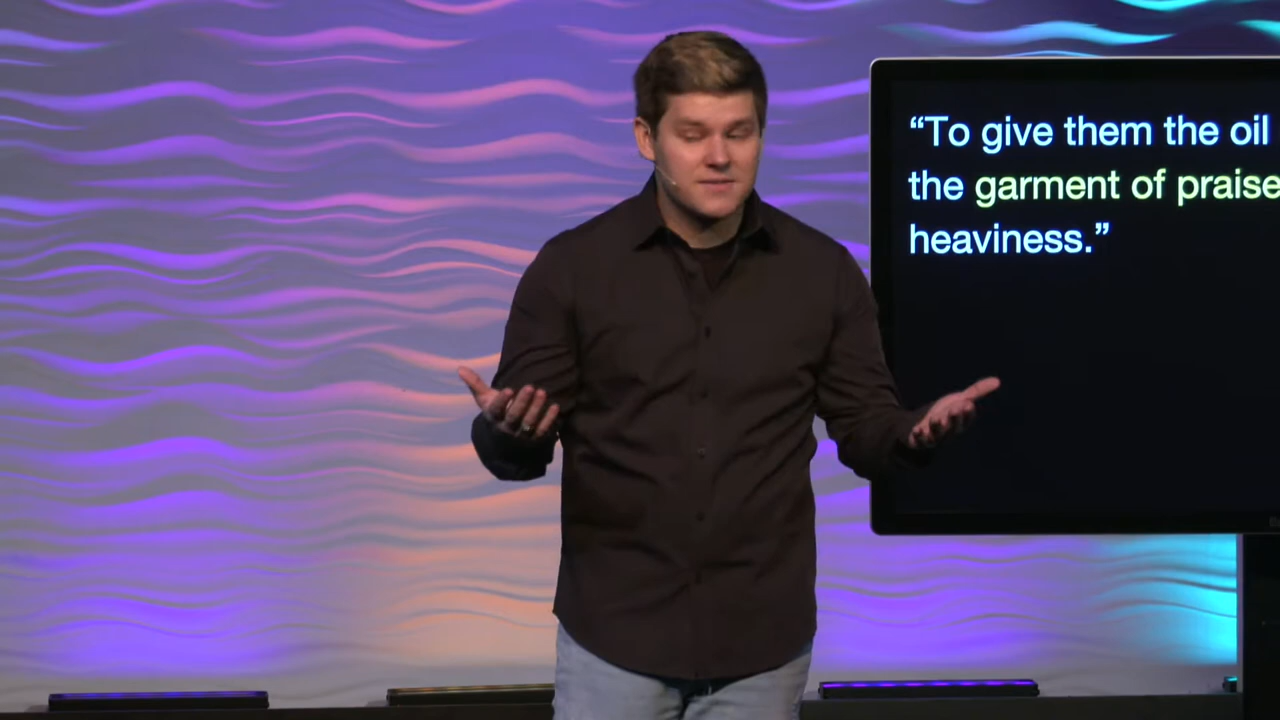 “To give them the oil
the garment of praise
heaviness.”